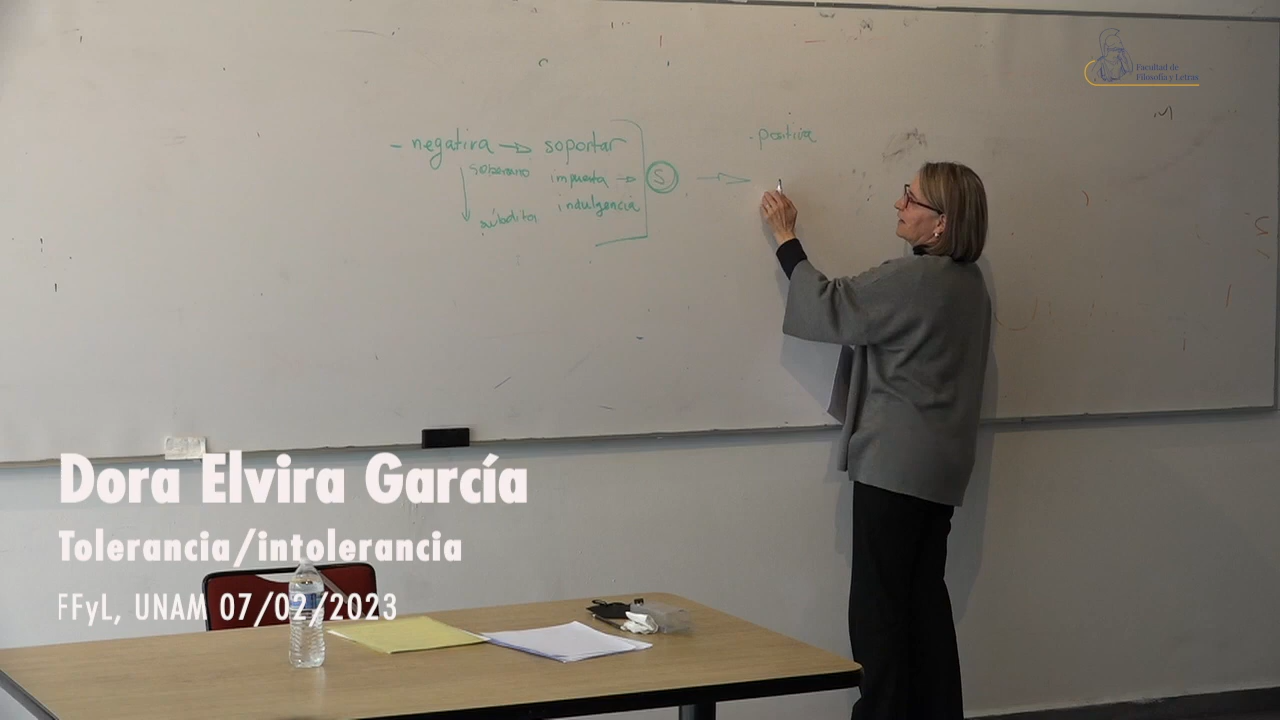 Facultad de
Filosofía y Letras
- negativa → soportar
soberano impuesta → S →
indulgencia
súbditos
- positiva
Dora Elvira García
Tolerancia/intolerancia
FFyL, UNAM 07/02/2023